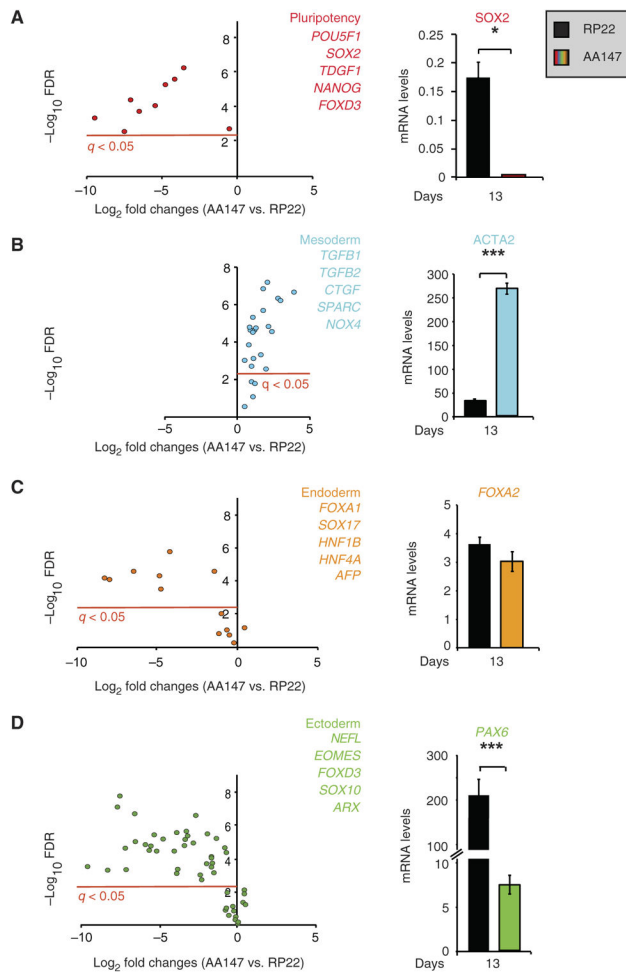 A
−Log10 FDR
8
6
4
2
q < 0.05
−10
−5
0
5
Log2 fold changes (AA147 vs. RP22)
Pluripotency
POU5F1
SOX2
TDGF1
NANOG
FOXD3
SOX2
*
mRNA levels
0.25
0.2
0.15
0.1
0.05
0
Days
13
RP22
AA147
B
−Log10 FDR
8
6
4
2
q < 0.05
−5
0
5
Log2 fold changes (AA147 vs. RP22)
Mesoderm
TGFB1
TGFB2
CTGF
SPARC
NOX4
ACTA2
***
mRNA levels
300
250
200
150
100
50
0
Days
13
C
−Log10 FDR
8
6
4
2
q < 0.05
−10
−5
0
5
Log2 fold changes (AA147 vs. RP22)
Endoderm
FOXA1
SOX17
HNF1B
HNF4A
AFP
FOXA2
mRNA levels
5
4
3
2
1
0
Days
13
D
−Log10 FDR
8
6
4
2
q < 0.05
−10
−5
0
5
Log2 fold changes (AA147 vs. RP22)
Ectoderm
NEFL
EOMES
FOXD3
SOX10
ARX
PAX6
***
mRNA levels
300
200
100
10
5
0
Days
13